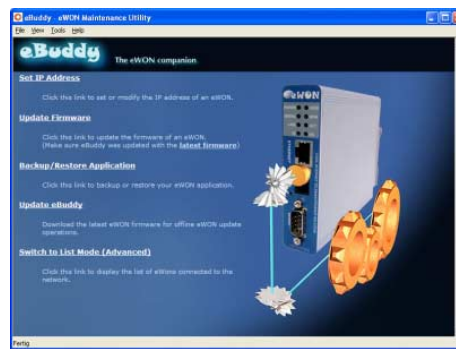 eBuddy - eWON Maintenance Utility
File View Tools Help
eBuddy The eWON companion
Set IP Address
Click this link to set or modify the IP address of an eWON.
Update Firmware
Click this link to update the firmware of an eWON.
(Make sure eBuddy was updated with the latest firmware)
Backup/Restore Application
Click this link to backup or restore your eWON application.
Update eBuddy
Download the latest eWON firmware for offline eWON update
operations.
Switch to List Mode (Advanced)
Click this link to display the list of eWons connected to the
network.
eWON
Fertig